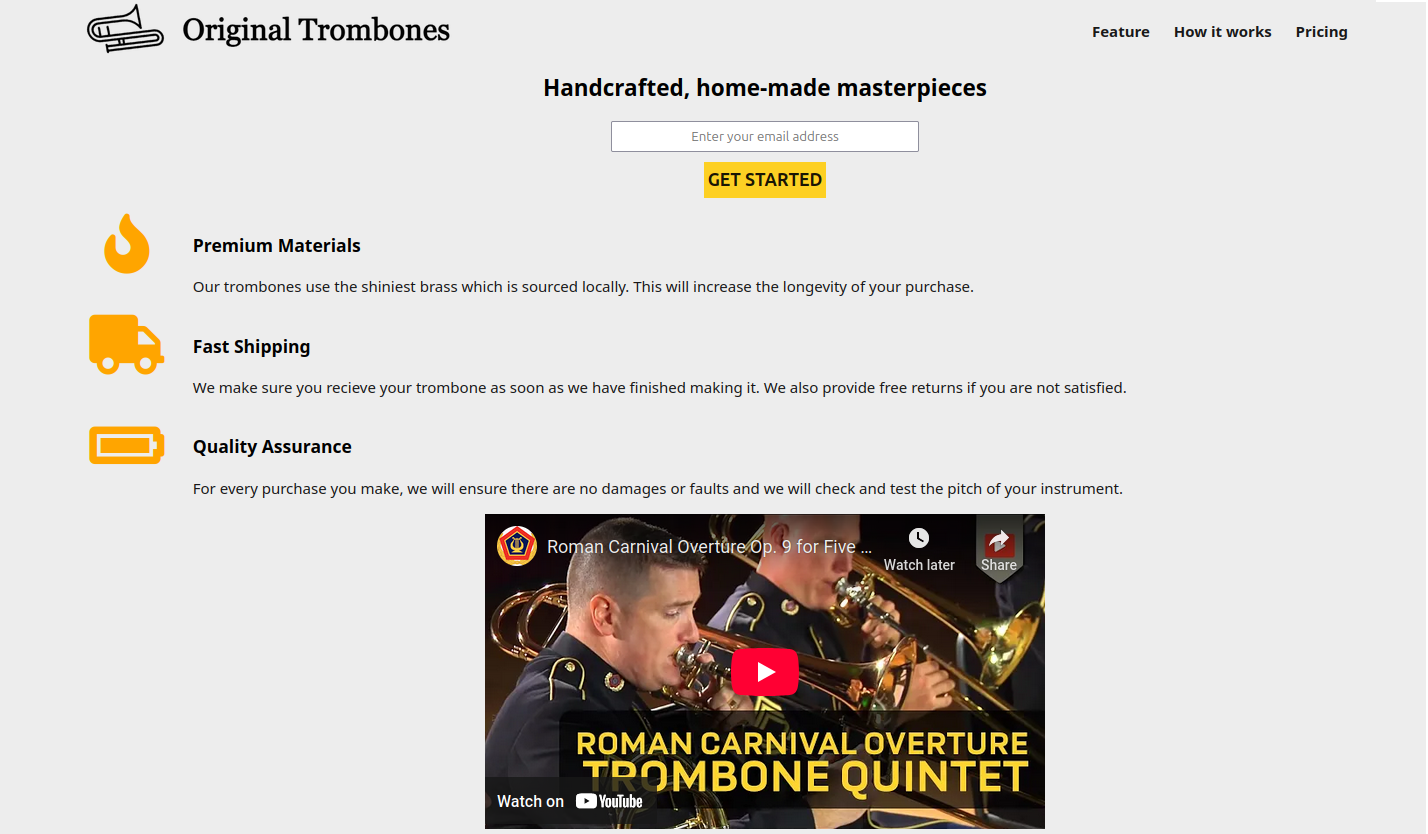 Original Trombones
Feature How it works Pricing
Handcrafted, home-made masterpieces
Enter your email address
GET STARTED
Premium Materials
Our trombones use the shiniest brass which is sourced locally. This will increase the longevity of your purchase.
Fast Shipping
We make sure you recieve your trombone as soon as we have finished making it. We also provide free returns if you are not satisfied.
Quality Assurance
For every purchase you make, we will ensure there are no damages or faults and we will check and test the pitch of your instrument.
Roman Carnival Overture Op. 9 for Five ...
Watch later
Share
ROMAN CARNIVAL OVERTURE
TROMBONE QUINTET
Watch on YouTube